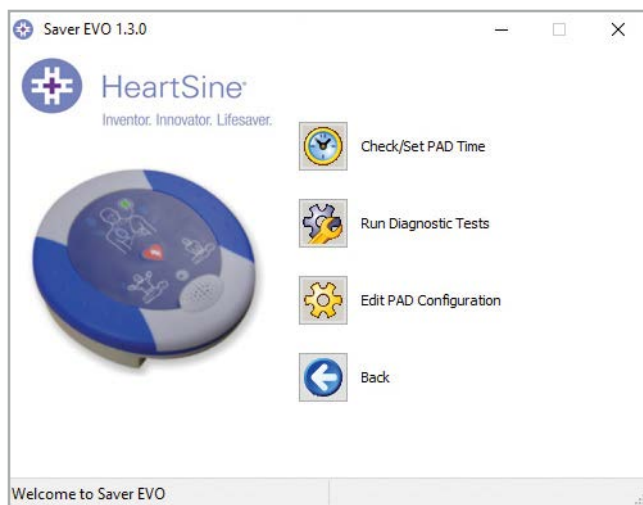 Saver EVO 1.3.0
HeartSine
Inventor. Innovator. Lifesaver.
Check/Set PAD Time
Run Diagnostic Tests
Edit PAD Configuration
Back
Welcome to Saver EVO